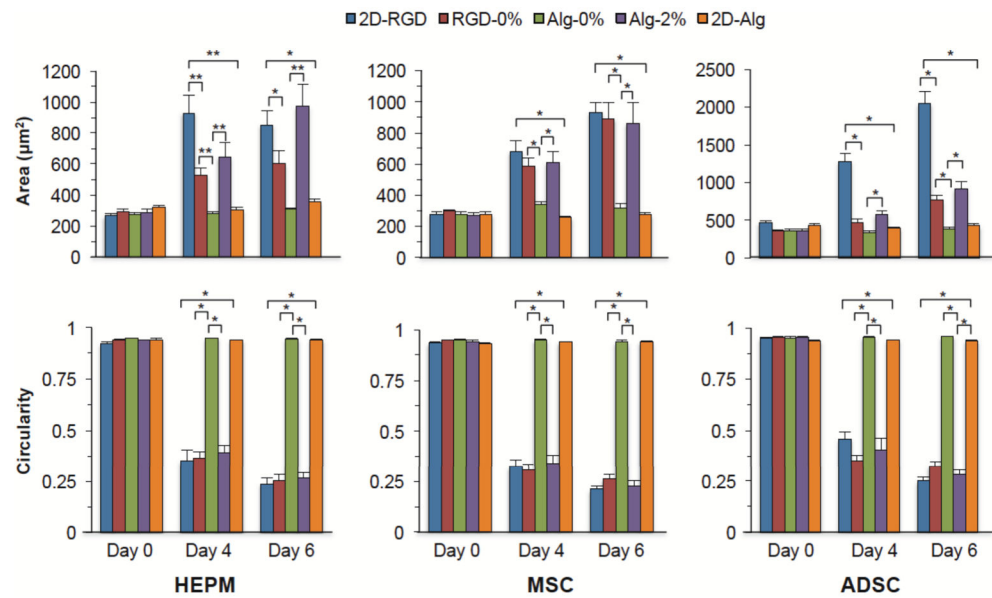 2D-RGD RGD-0% Alg-0% Alg-2% 2D-Alg
Area (µm²)
1200
1000
800
600
400
200
0
** * ** * ** ** **
1200
1000
800
600
400
200
0
* * * * * *
2500
2000
1500
1000
500
0
* * * * * * *
Circularity
1
0.75
0.5
0.25
0
* * * * * *
Day 0 Day 4 Day 6
HEPM
1
0.75
0.5
0.25
0
* * * * * *
Day 0 Day 4 Day 6
MSC
1
0.75
0.5
0.25
0
* * * * * *
Day 0 Day 4 Day 6
ADSC